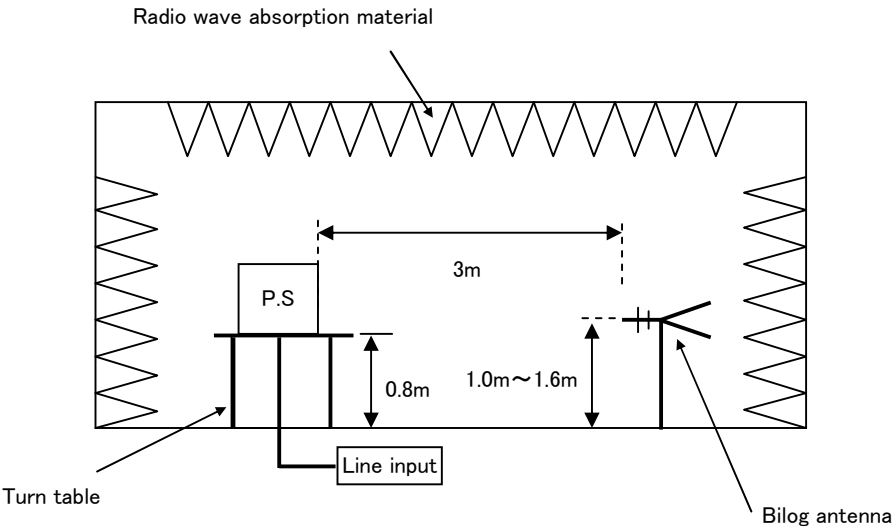 Radio wave absorption material
3m
P.S
0.8m
1.0m～1.6m
Line input
Turn table
Bilog antenna